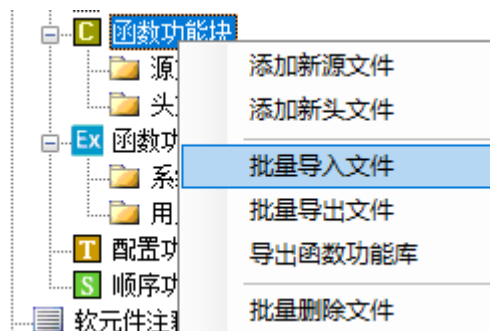 C 函数功能块
源
添加新源文件
头
添加新头文件
Ex 函数功
批量导入文件
系
用
批量导出文件
T 配置功
导出函数功能库
S 顺序功
软元件注
批量删除文件